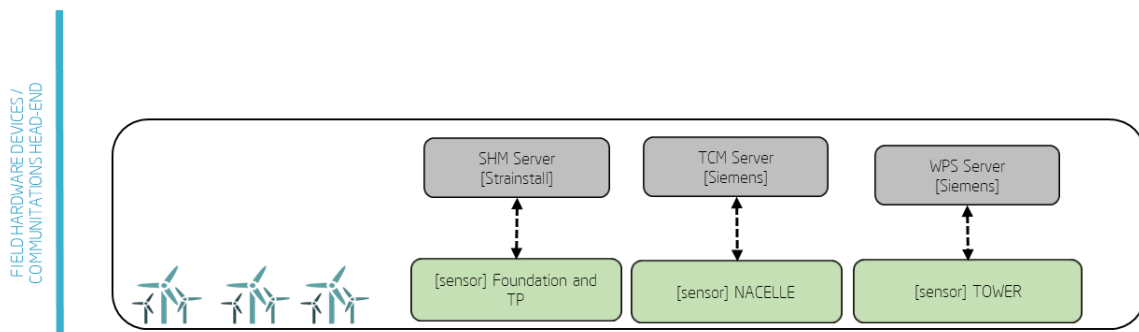 FIELD HARDWARE DEVICES /
COMMUNITATIONS HEAD-END
SHM Server
[Strainstall]
TCM Server
[Siemens]
WPS Server
[Siemens]
[sensor] Foundation and
TP
[sensor] NACELLE
[sensor] TOWER